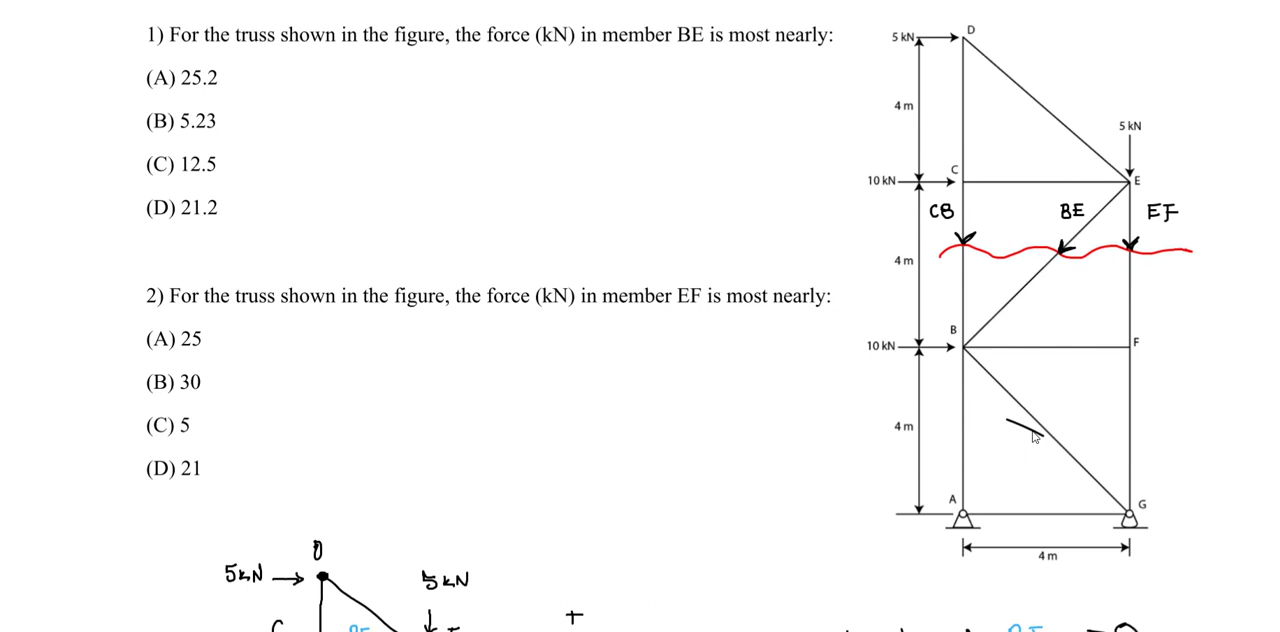 1) For the truss shown in the figure, the force (kN) in member BE is most nearly:
(A) 25.2
(B) 5.23
(C) 12.5
(D) 21.2
2) For the truss shown in the figure, the force (kN) in member EF is most nearly:
(A) 25
(B) 30
(C) 5
(D) 21
D
5 kN
4 m
5 kN
C
10 kN
E
CB
BE
EF
4 m
B
10 kN
F
4 m
A
G
4 m
D
5kN
5kN
C
+